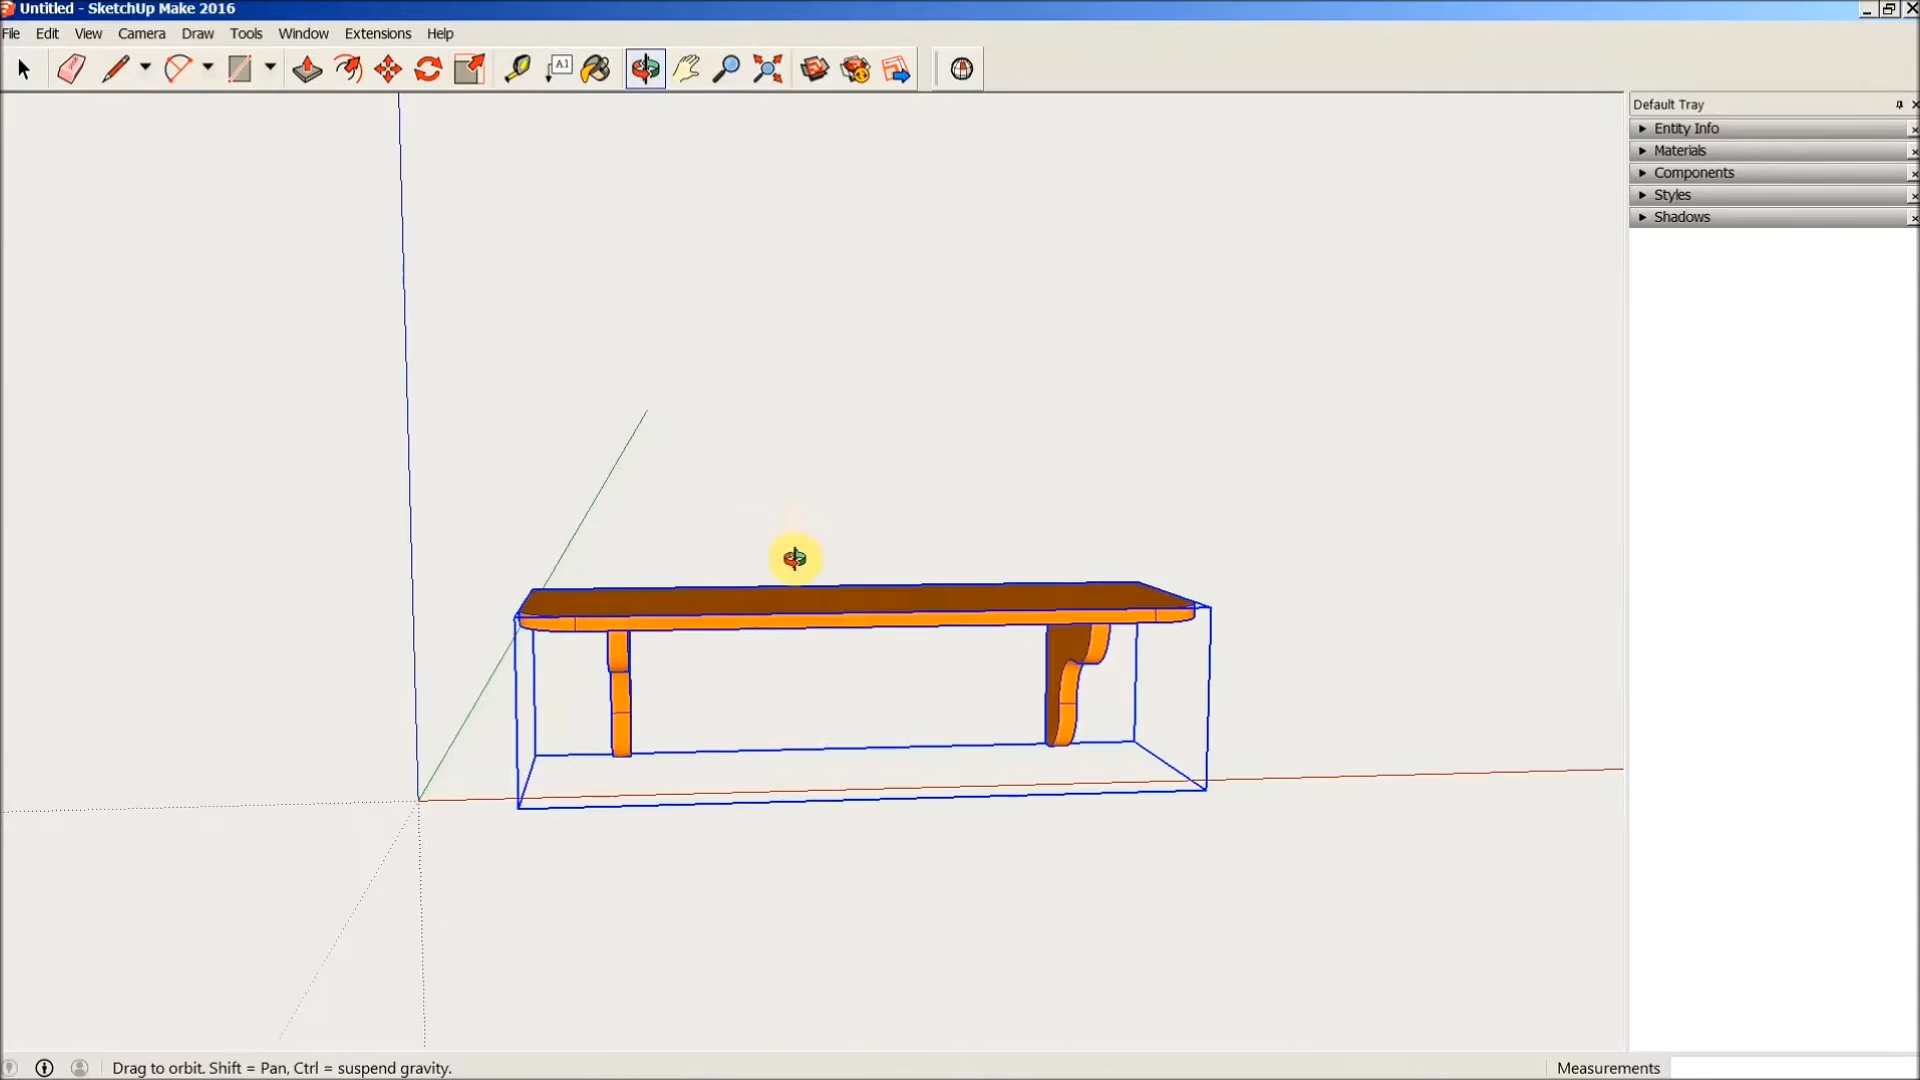 Untitled - SketchUp Make 2016
File Edit View Camera Draw Tools Window Extensions Help
A1
Default Tray
Entity Info
Materials
Components
Styles
Shadows
Drag to orbit. Shift = Pan, Ctrl = suspend gravity.
Measurements